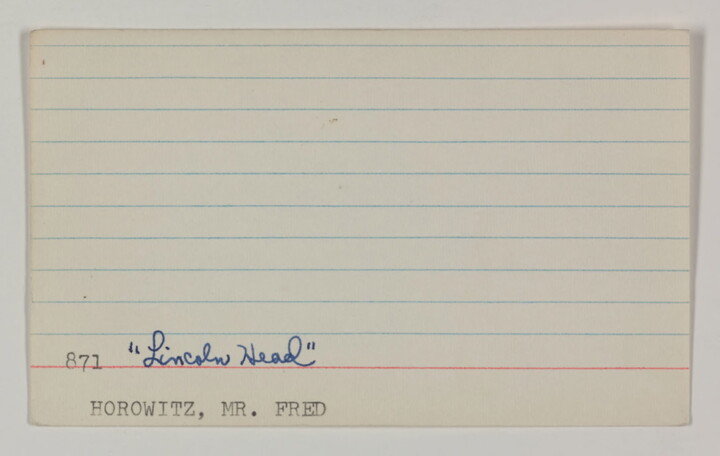 871 "Lincoln Head"
HOROWITZ, MR. FRED